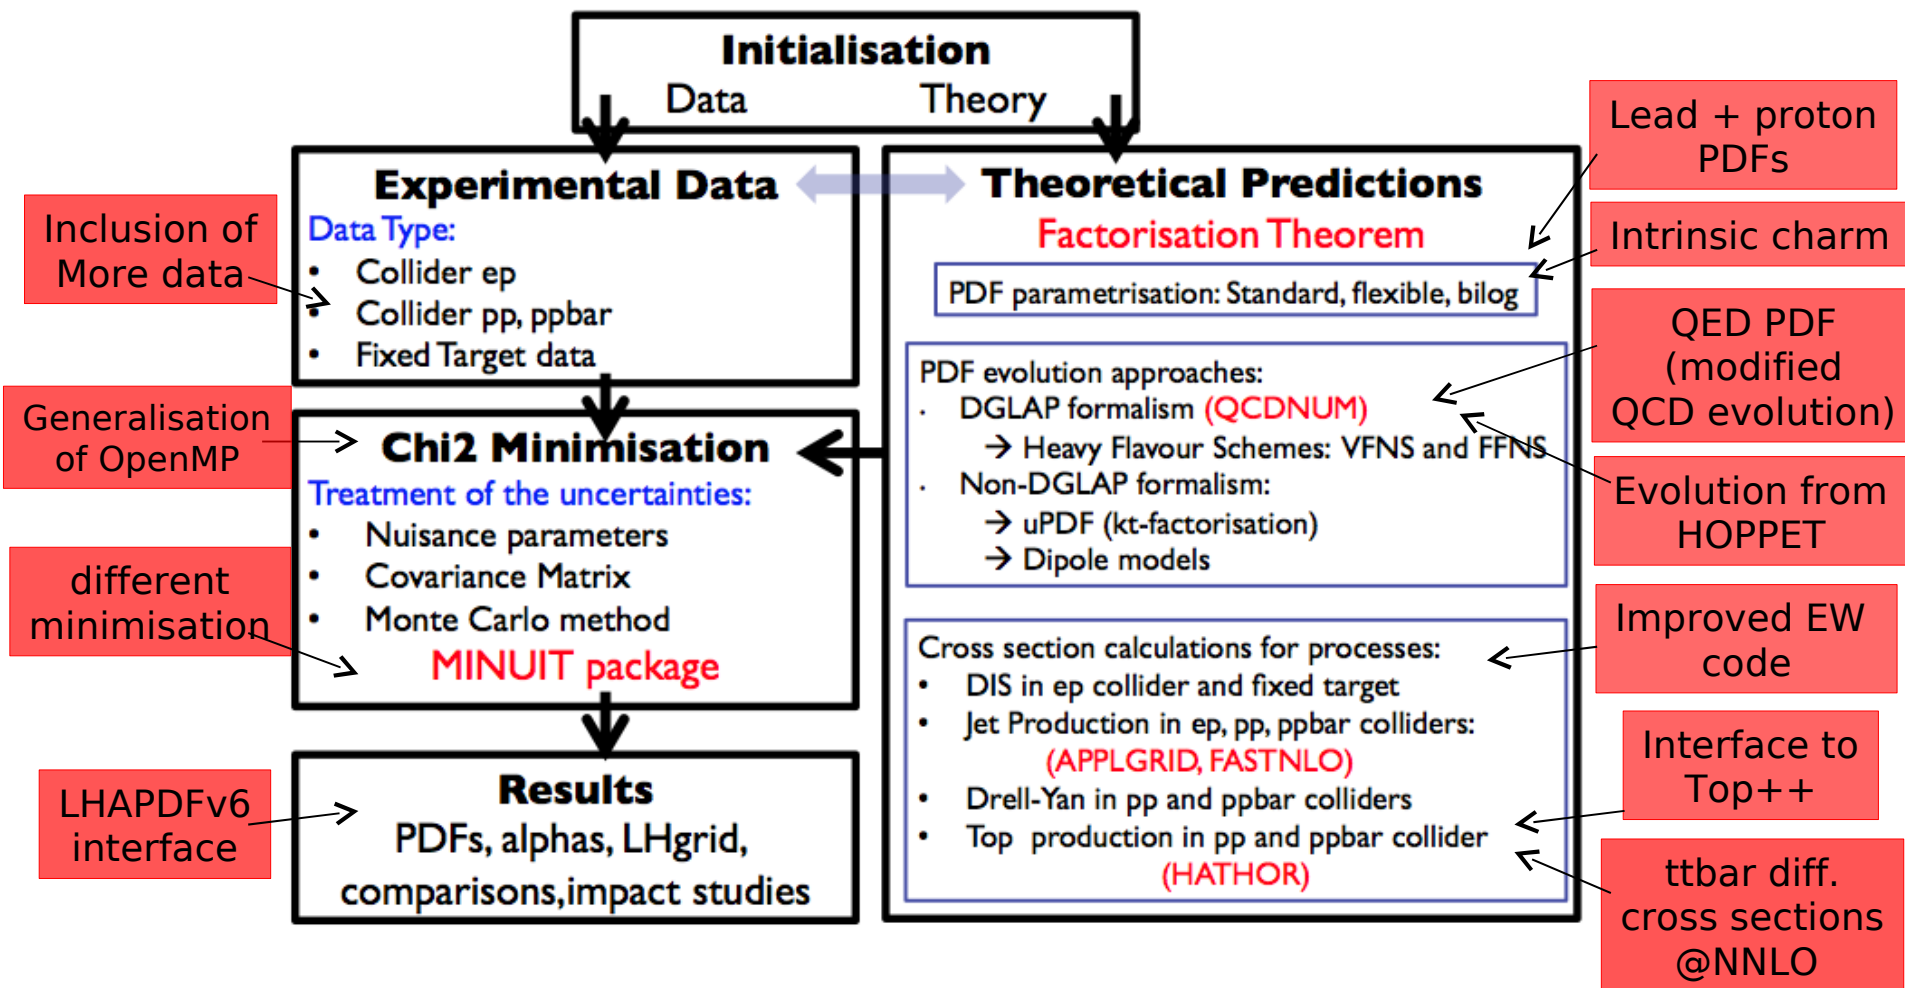 Initialisation
Data Theory
Experimental Data
Data Type:
• Collider ep
• Collider pp, ppbar
• Fixed Target data
Chi2 Minimisation
Treatment of the uncertainties:
• Nuisance parameters
• Covariance Matrix
• Monte Carlo method
MINUIT package
Results
PDFs, alphas, LHgrid,
comparisons,impact studies
Theoretical Predictions
Factorisation Theorem
PDF parametrisation: Standard, flexible, bilog
PDF evolution approaches:
· DGLAP formalism (QCDNUM)
→ Heavy Flavour Schemes: VFNS and FFNS
· Non-DGLAP formalism:
→ uPDF (kt-factorisation)
→ Dipole models
Cross section calculations for processes:
• DIS in ep collider and fixed target
• Jet Production in ep, pp, ppbar colliders:
(APPLGRID, FASTNLO)
• Drell-Yan in pp and ppbar colliders
• Top production in pp and ppbar collider
(HATHOR)
Inclusion of
More data
Generalisation
of OpenMP
different
minimisation
LHAPDFv6
interface
Lead + proton
PDFs
Intrinsic charm
QED PDF
(modified
QCD evolution)
Evolution from
HOPPET
Improved EW
code
Interface to
Top++
ttbar diff.
cross sections
@NNLO